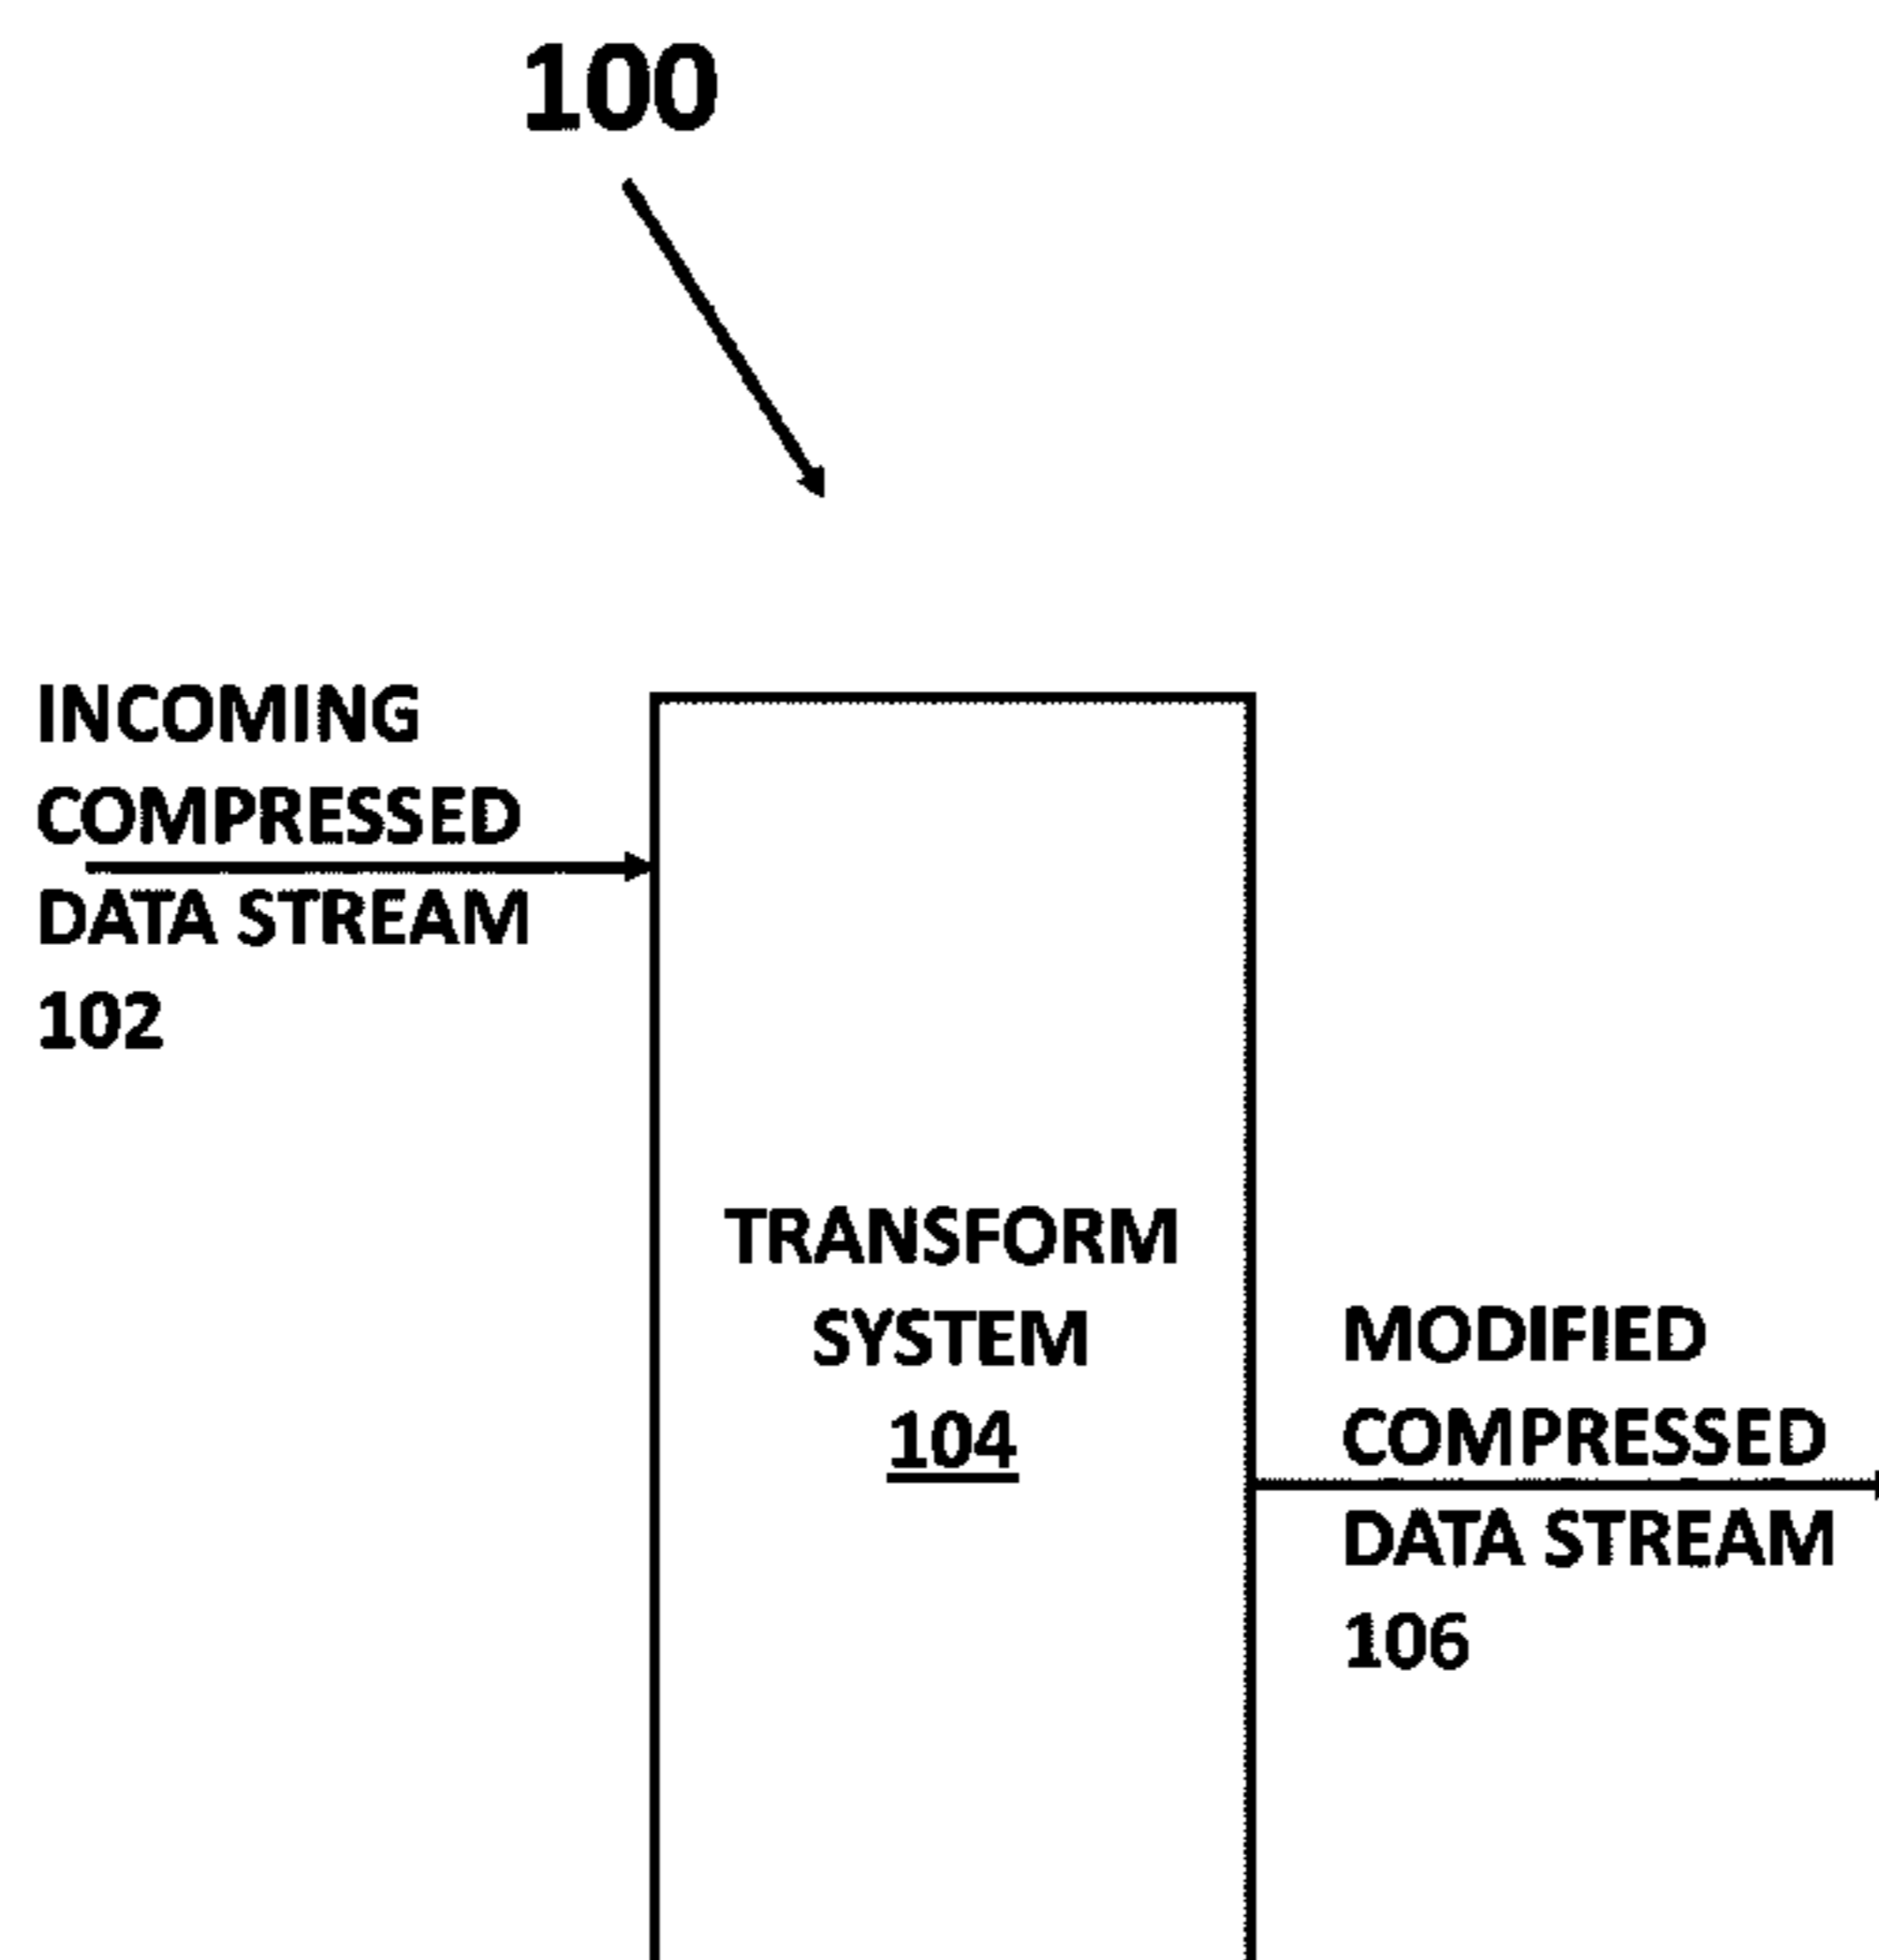 100
INCOMING
COMPRESSED
DATA STREAM
102
TRANSFORM
SYSTEM
104
MODIFIED
COMPRESSED
DATA STREAM
106